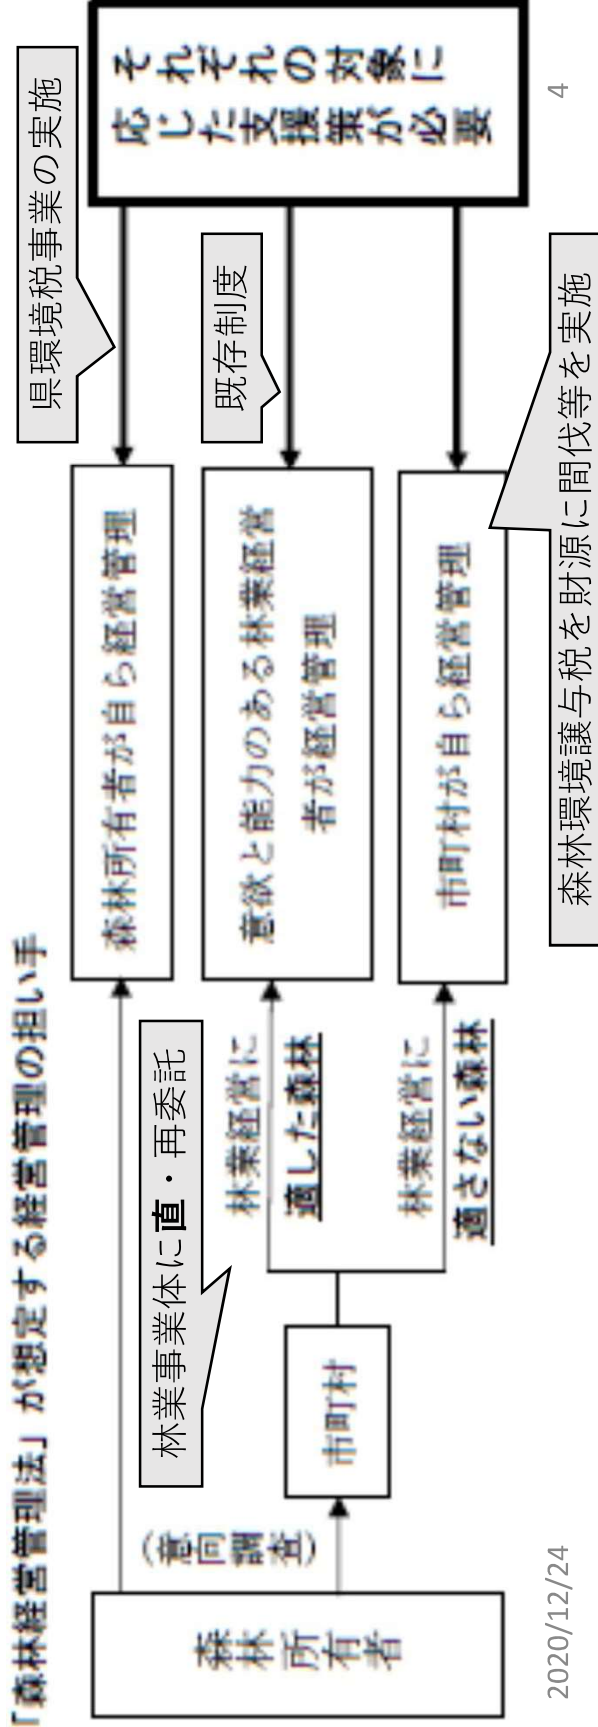 「森林経営管理法」が想定する経営管理の担い手
森林所有者
（意向調査）
市町村
林業事業体に直・再委託
林業経営に
適した森林
林業経営に
適さない森林
森林所有者が自ら経営管理
意欲と能力のある林業経営
者が経営管理
市町村が自ら経営管理
県環境税事業の実施
既存制度
森林環境譲与税を財源に間伐等を実施
それぞれの対象に
応じた支援策が必要
2020/12/24
4